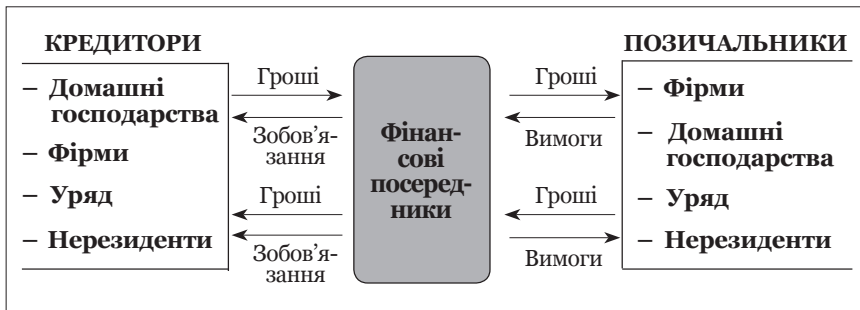 КРЕДИТОРИ
– Домашні
господарства
– Фірми
– Уряд
– Нерезиденти
Гроші
Зобов'я-
зання
Гроші
Зобов'я-
зання
Фінан-
сові
посеред-
ники
Гроші
Вимоги
Гроші
Вимоги
ПОЗИЧАЛЬНИКИ
– Фірми
– Домашні
господарства
– Уряд
– Нерезиденти